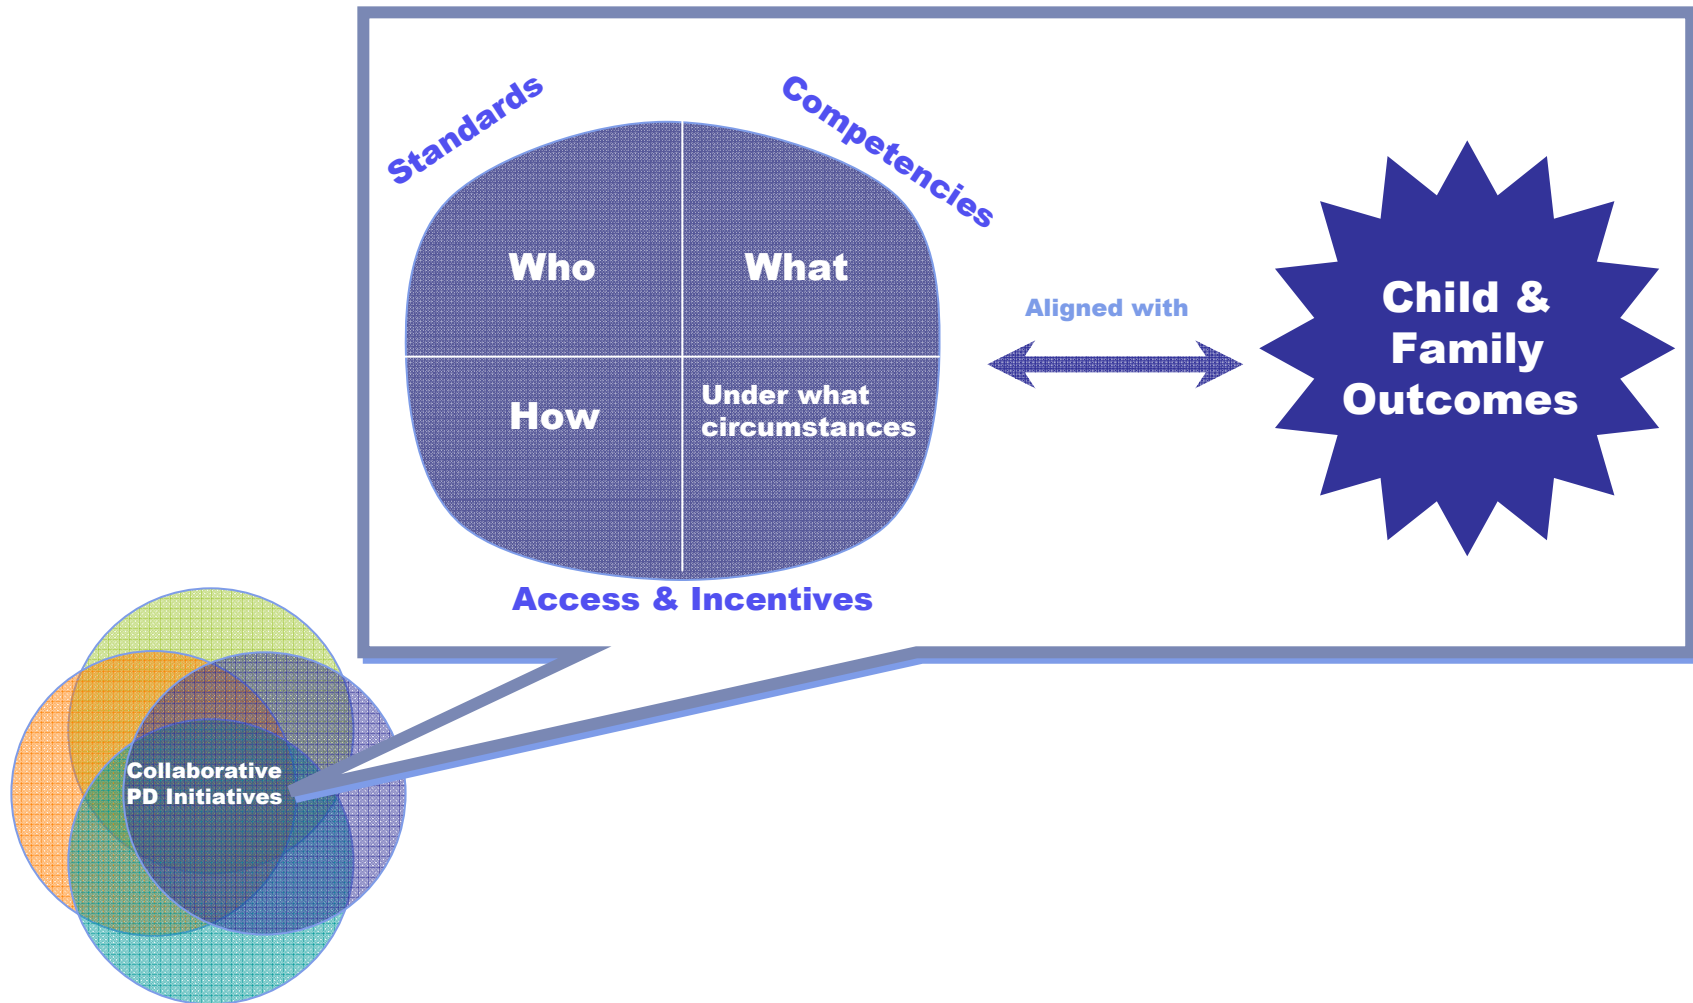 Standards
Competencies
Who
What
How
Under what
circumstances
Access & Incentives
Aligned with
Child &
Family
Outcomes
Collaborative
PD Initiatives